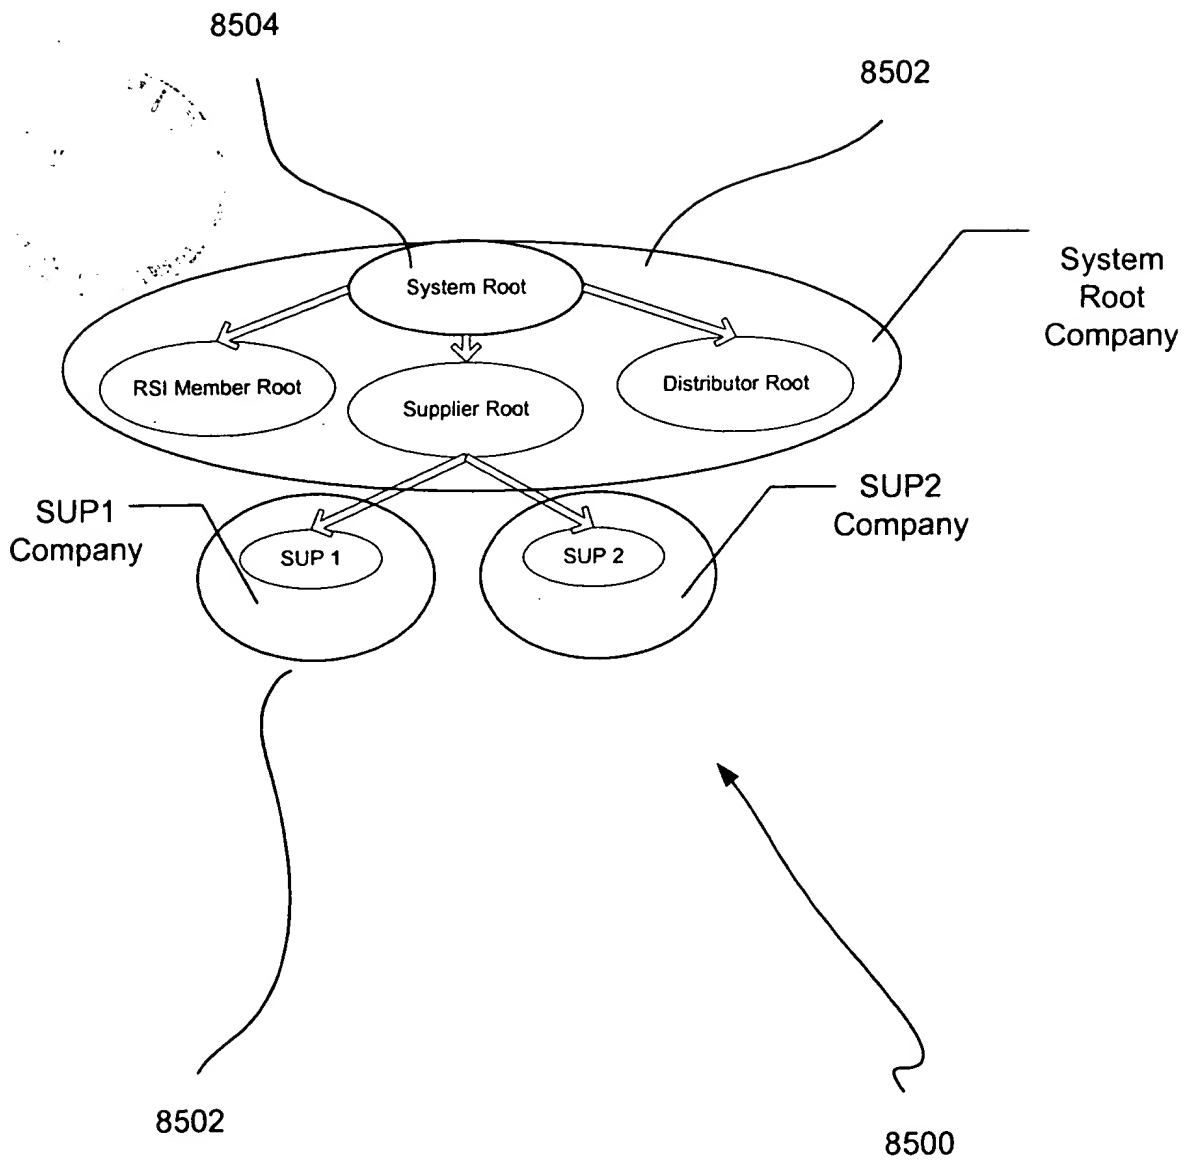 8504
8502
System Root
System
Root
Company
RSI Member Root
Supplier Root
Distributor Root
SUP1
Company
SUP2
Company
SUP 1
SUP 2
8502
8500